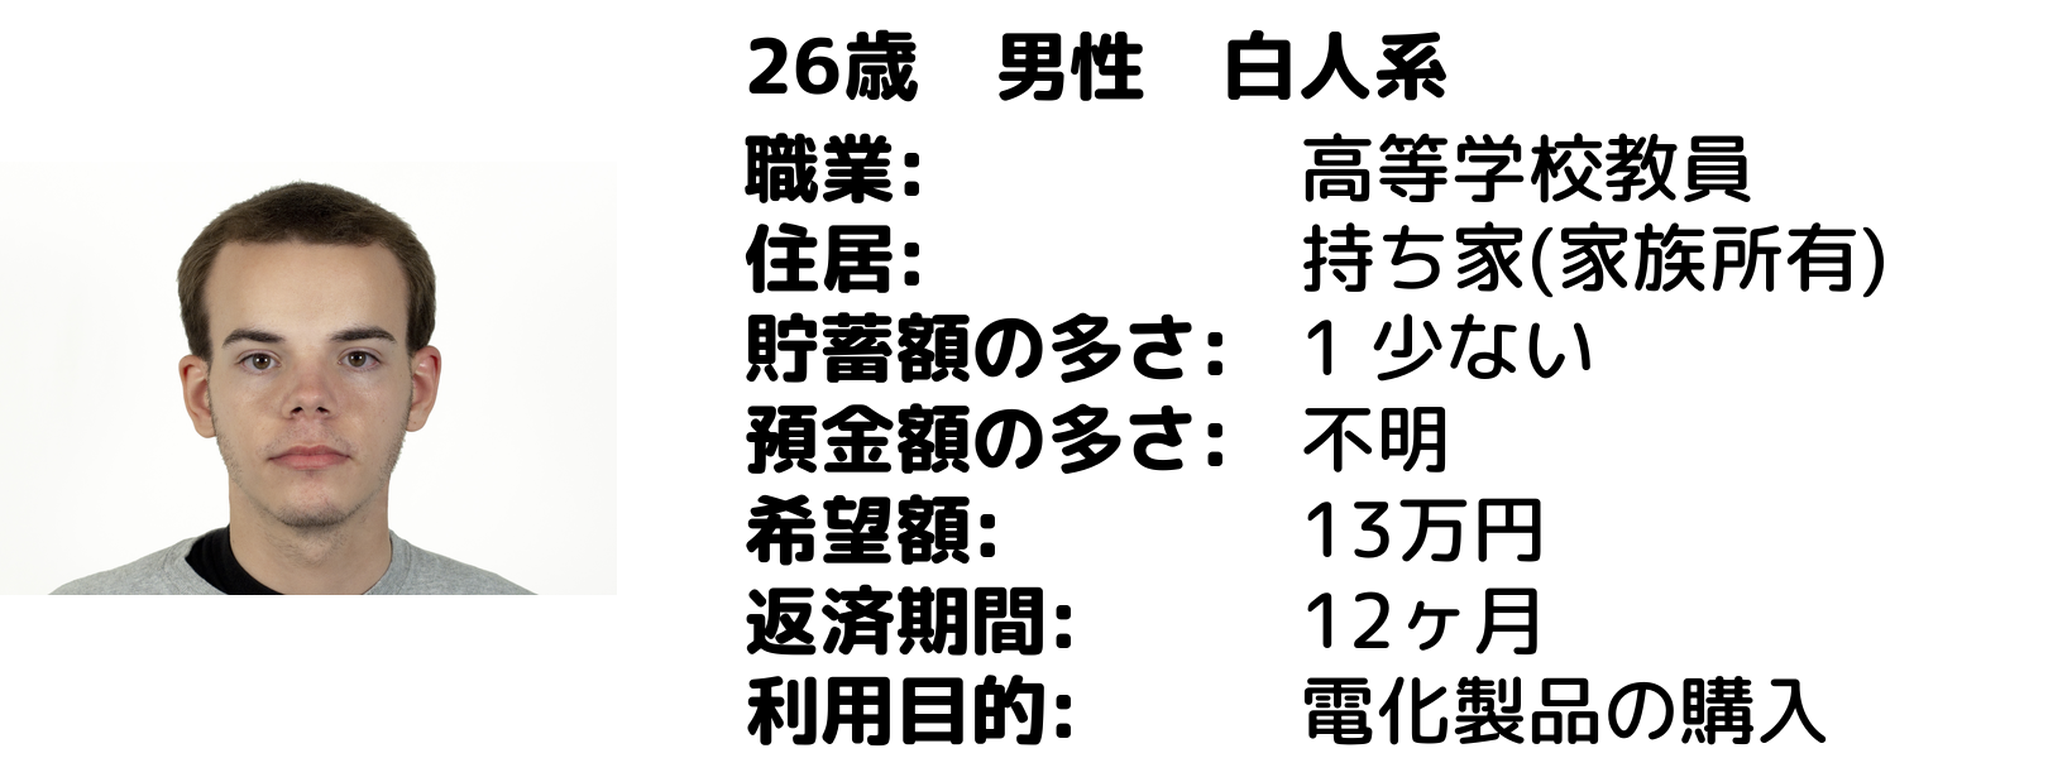 26歳　男性　白人系
職業: 高等学校教員
住居: 持ち家(家族所有)
貯蓄額の多さ: 1 少ない
預金額の多さ: 不明
希望額: 13万円
返済期間: 12ヶ月
利用目的: 電化製品の購入